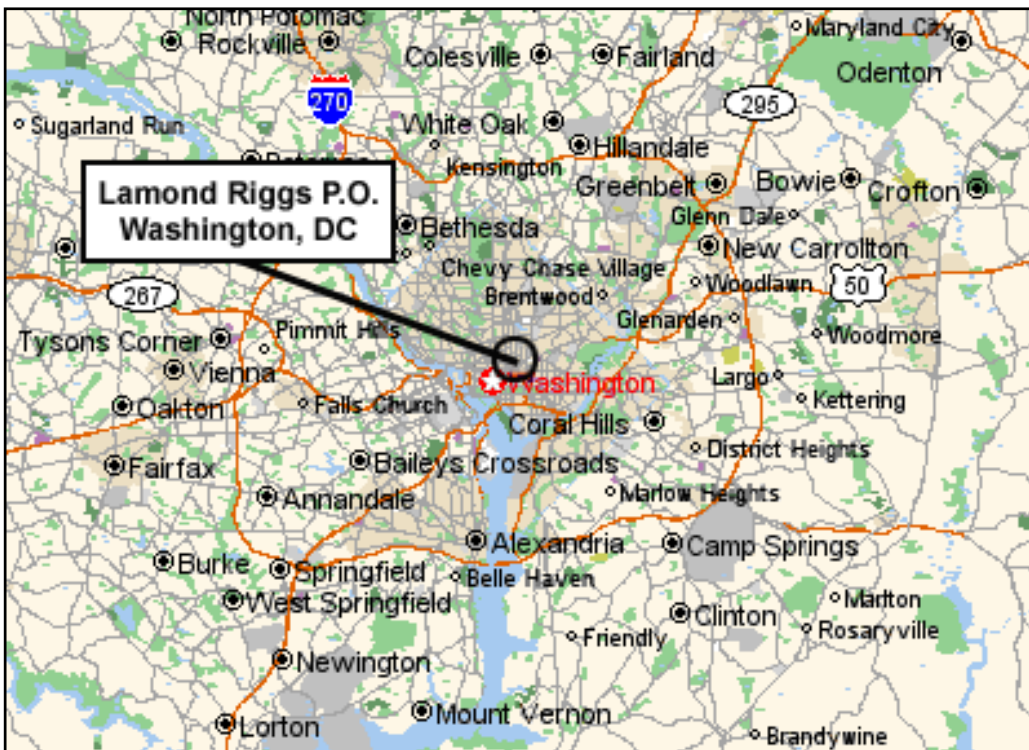 North Potomac
Rockville
Colesville
Fairland
Maryland City
Odenton
270
295
Sugarland Run
White Oak
Kensington
Hillandale
Greenbelt
Bowie
Crofton
Lamond Riggs P.O.
Washington, DC
Glenn Dale
Bethesda
New Carrollton
Chevy Chase Village
Woodlawn
50
267
Brentwood
Glenarden
Woodmore
Tysons Corner
Pimmit Hills
Vienna
Washington
Largo
Oakton
Falls Church
Kettering
Coral Hills
District Heights
Fairfax
Baileys Crossroads
Annandale
Marlow Heights
Alexandria
Camp Springs
Burke
Springfield
Belle Haven
West Springfield
Marlton
Clinton
Rosaryville
Friendly
Newington
Mount Vernon
Lorton
Brandywine